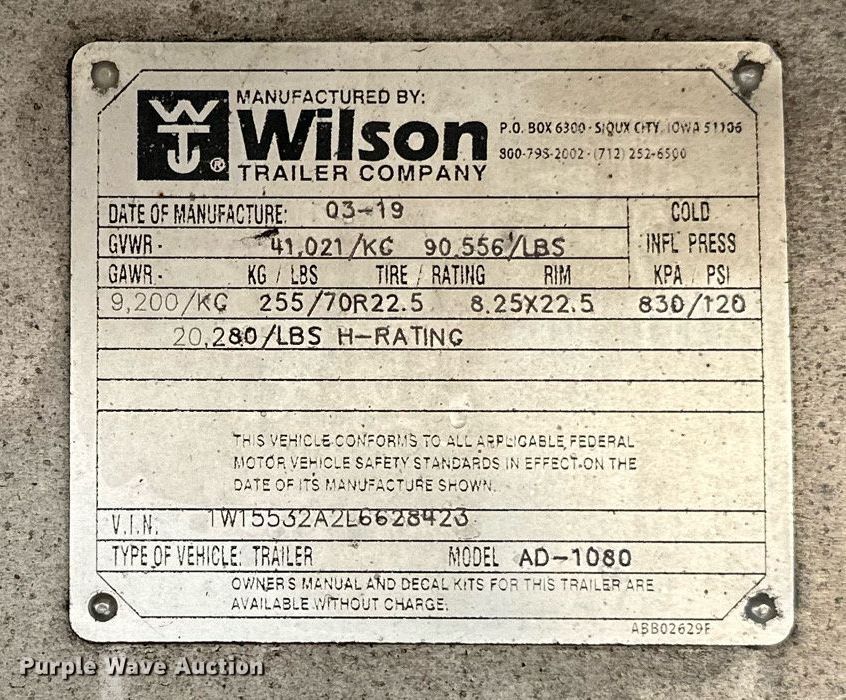 MANUFACTURED BY:
WT ®
Wilson
TRAILER COMPANY
P.O. BOX 6300 · SIOUX CITY, IOWA 51106
800-798-2002 · (712) 252-6500
DATE OF MANUFACTURE: 03-19 COLD
GVWR - 41,021/KG 90,556/LBS INFL PRESS
GAWR - KG / LBS TIRE / RATING RIM KPA / PSI
9,200/KG 255/70R22.5 8.25X22.5 830/120
20,280/LBS H-RATING
THIS VEHICLE CONFORMS TO ALL APPLICABLE FEDERAL
MOTOR VEHICLE SAFETY STANDARDS IN EFFECT ON THE
DATE OF ITS MANUFACTURE SHOWN.
V.I.N: 1W15532A2L6628423
TYPE OF VEHICLE: TRAILER MODEL AD-1080
OWNERS MANUAL AND DECAL KITS FOR THIS TRAILER ARE
AVAILABLE WITHOUT CHARGE.
ABB02629F
Purple Wave Auction